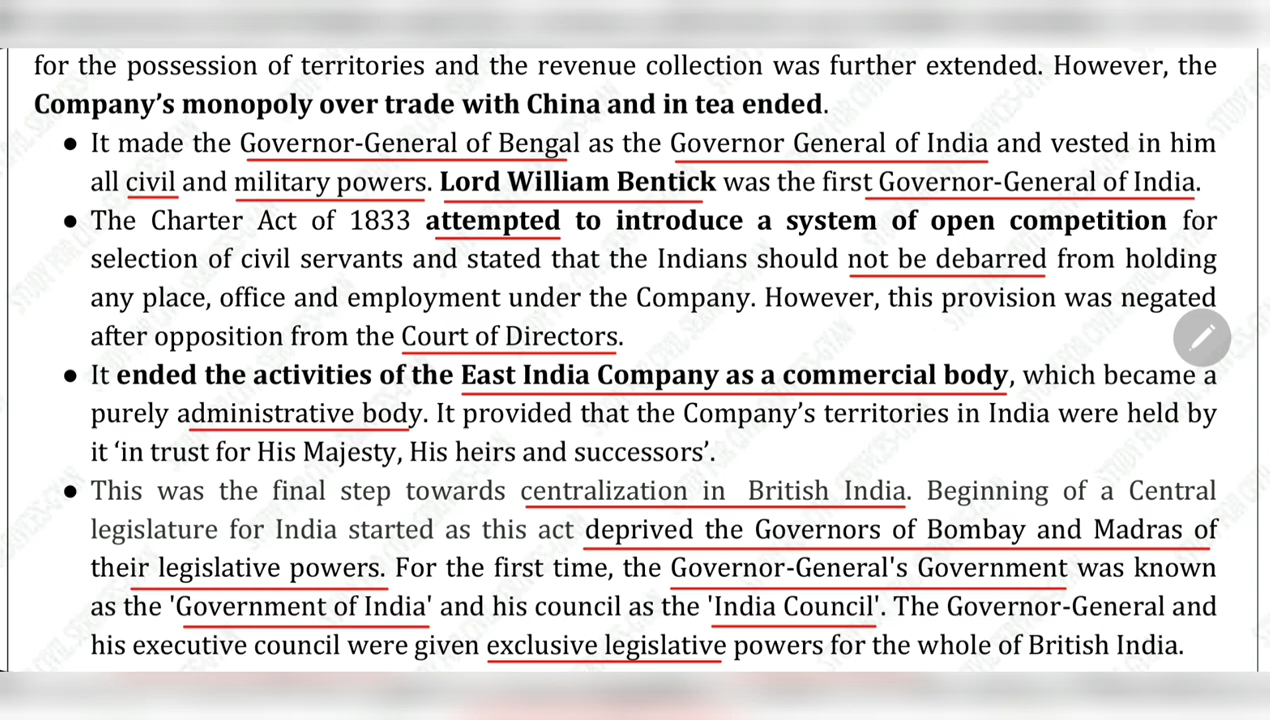 for the possession of territories and the revenue collection was further extended. However, the
Company’s monopoly over trade with China and in tea ended.
● It made the Governor-General of Bengal as the Governor General of India and vested in him
all civil and military powers. Lord William Bentick was the first Governor-General of India.
● The Charter Act of 1833 attempted to introduce a system of open competition for
selection of civil servants and stated that the Indians should not be debarred from holding
any place, office and employment under the Company. However, this provision was negated
after opposition from the Court of Directors.
● It ended the activities of the East India Company as a commercial body, which became a
purely administrative body. It provided that the Company’s territories in India were held by
it ‘in trust for His Majesty, His heirs and successors’.
● This was the final step towards centralization in British India. Beginning of a Central
legislature for India started as this act deprived the Governors of Bombay and Madras of
their legislative powers. For the first time, the Governor-General's Government was known
as the 'Government of India' and his council as the 'India Council'. The Governor-General and
his executive council were given exclusive legislative powers for the whole of British India.